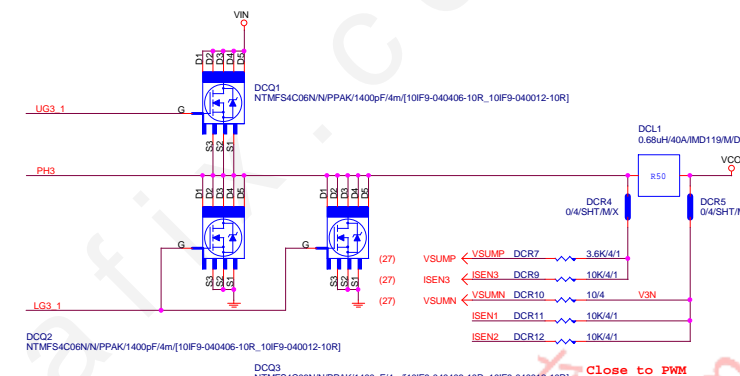 VIN
D1 D2 D3 D4 D5
DCQ1
NTMFS4C06N/N/PPAK/1400pF/4m/[10IF9-040406-10R_10IF9-040012-10R]
UG3_1
G
S3 S2 S1
DCL1
0.68uH/40A/IMD119/M/D
VCO
PH3
R50
D1 D2 D3 D4 D5
D1 D2 D3 D4 D5
DCR4
0/4/SHT/M/X
DCR5
0/4/SHT/M
G
G
(27) VSUMP VSUMP DCR7 3.6K/4/1
(27) ISEN3 ISEN3 DCR9 10K/4/1
(27) VSUMN VSUMN DCR10 10/4 V3N
S3 S2 S1
S3 S2 S1
LG3_1
ISEN1 DCR11 10K/4/1
ISEN2 DCR12 10K/4/1
DCQ2
NTMFS4C06N/N/PPAK/1400pF/4m/[10IF9-040406-10R_10IF9-040012-10R]
DCQ3
Close to PWM